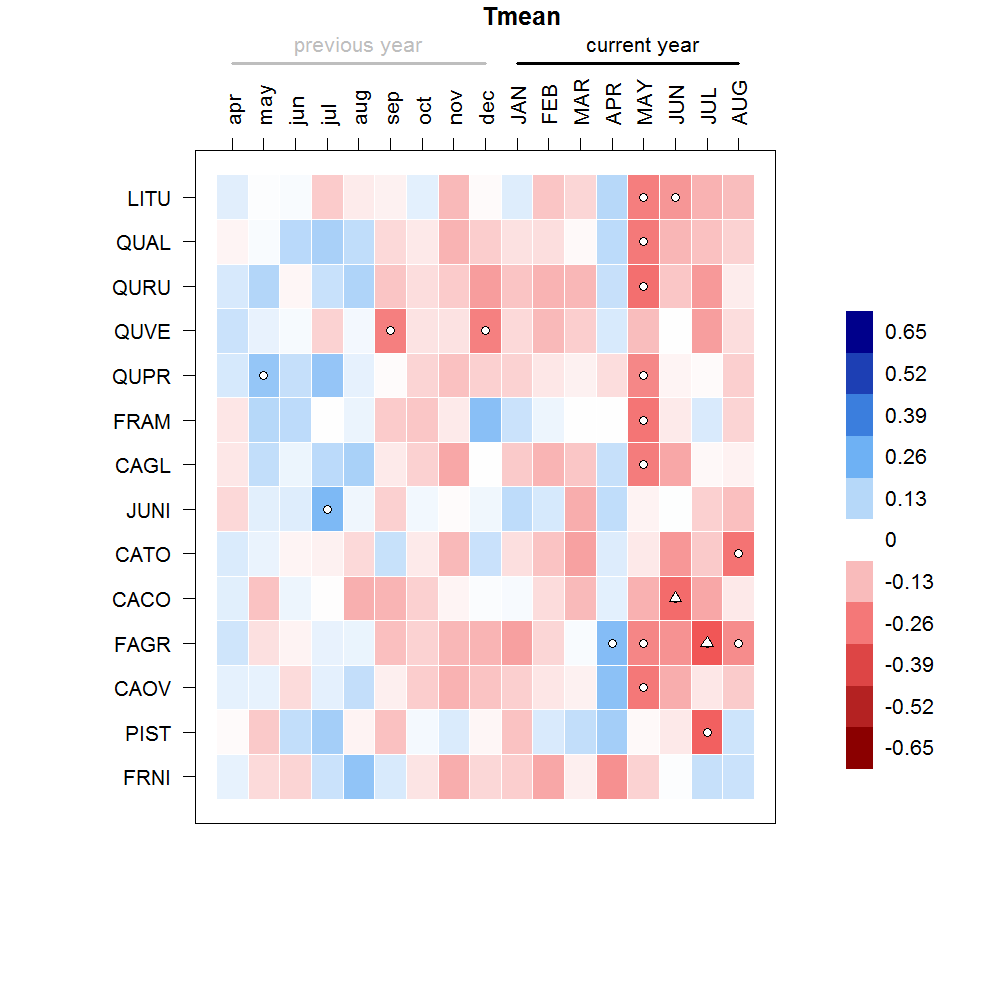 Tmean
previous year current year
apr may jun jul aug sep oct nov dec JAN FEB MAR APR MAY JUN JUL AUG
LITU
QUAL
QURU
QUVE
QUPR
FRAM
CAGL
JUNI
CATO
CACO
FAGR
CAOV
PIST
FRNI
0.65
0.52
0.39
0.26
0.13
0
-0.13
-0.26
-0.39
-0.52
-0.65